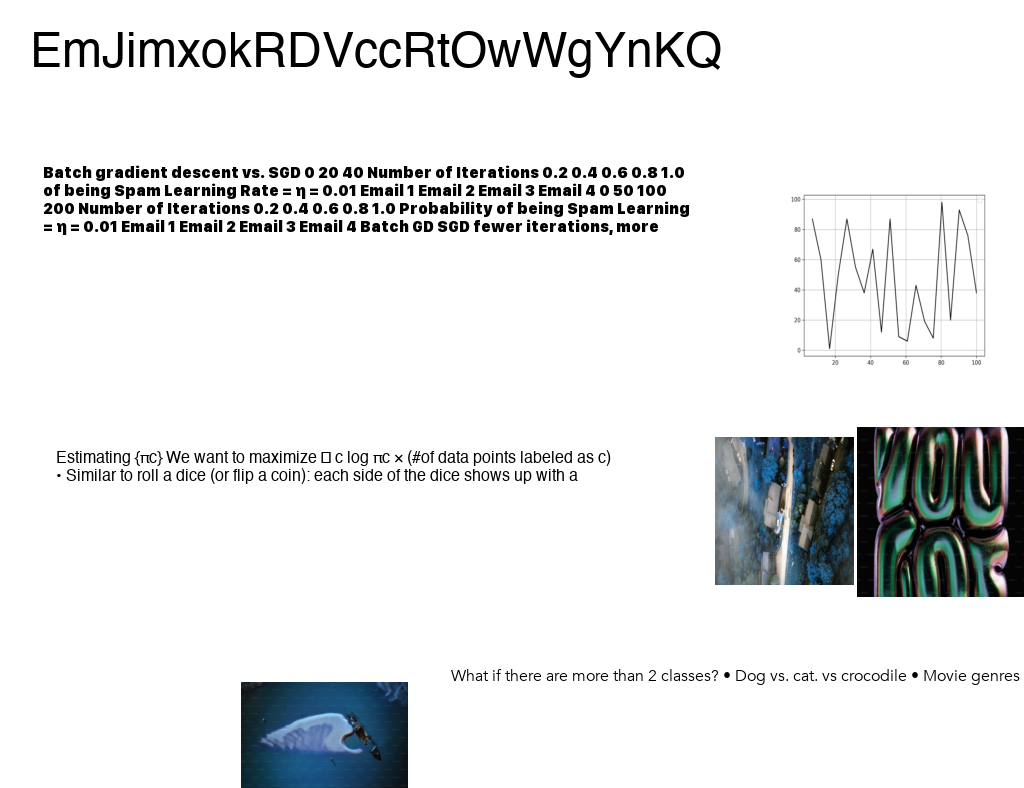 EmJimxokRDVccRtOwWgYnKQ
Batch gradient descent vs. SGD 0 20 40 Number of Iterations 0.2 0.4 0.6 0.8 1.0
of being Spam Learning Rate = η = 0.01 Email 1 Email 2 Email 3 Email 4 0 50 100
200 Number of Iterations 0.2 0.4 0.6 0.8 1.0 Probability of being Spam Learning
= η = 0.01 Email 1 Email 2 Email 3 Email 4 Batch GD SGD fewer iterations, more
100
80
60
40
20
0
20 40 60 80 100
Estimating {πc} We want to maximize □ c log πc × (#of data points labeled as c)
• Similar to roll a dice (or flip a coin): each side of the dice shows up with a
What if there are more than 2 classes? • Dog vs. cat. vs crocodile • Movie genres